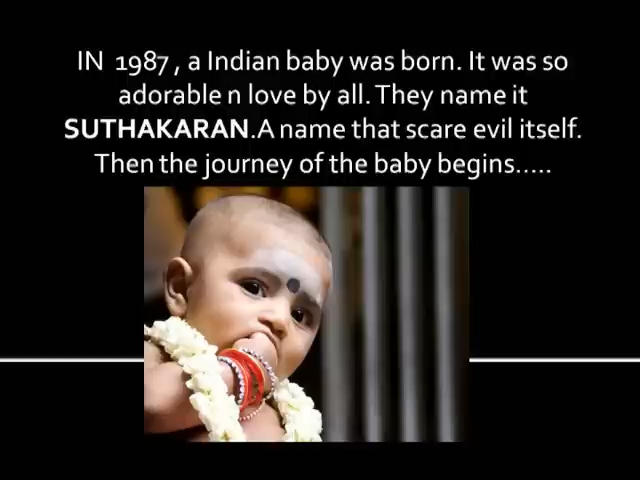 IN 1987 , a Indian baby was born. It was so
adorable n love by all. They name it
SUTHAKARAN.A name that scare evil itself.
Then the journey of the baby begins.....